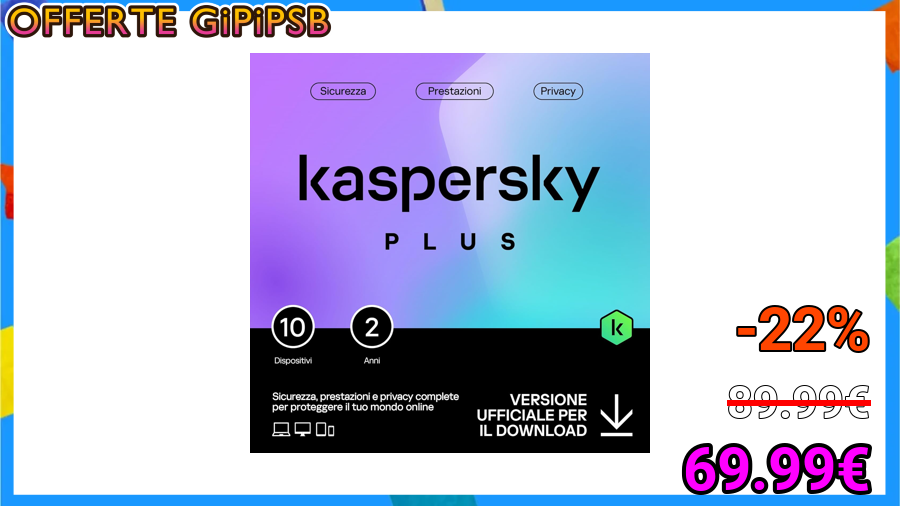 OFFERTE GiPiPSB
Sicurezza
Prestazioni
Privacy
kaspersky
PLUS
10
Dispositivi
2
Anni
k
Sicurezza, prestazioni e privacy complete
per proteggere il tuo mondo online
VERSIONE
UFFICIALE PER
IL DOWNLOAD
-22%
89.99€
69.99€